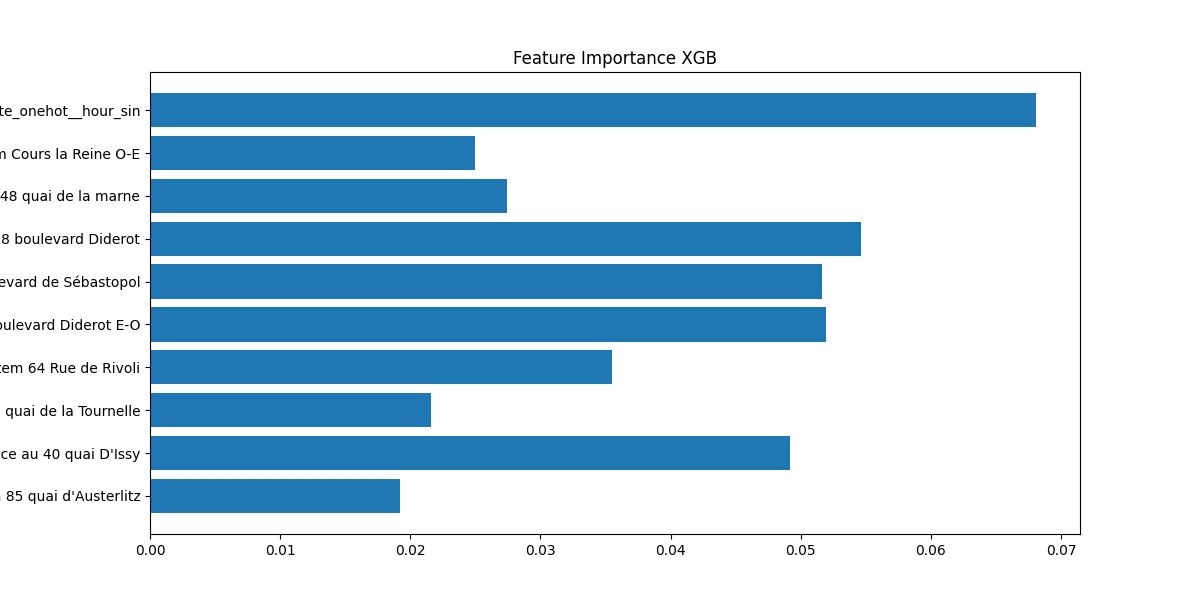 Feature Importance XGB
te_onehot__hour_sin
Cours la Reine O-E
48 quai de la marne
8 boulevard Diderot
evard de Sébastopol
oulevard Diderot E-O
tem 64 Rue de Rivoli
quai de la Tournelle
ce au 40 quai D'Issy
85 quai d'Austerlitz
0.00 0.01 0.02 0.03 0.04 0.05 0.06 0.07